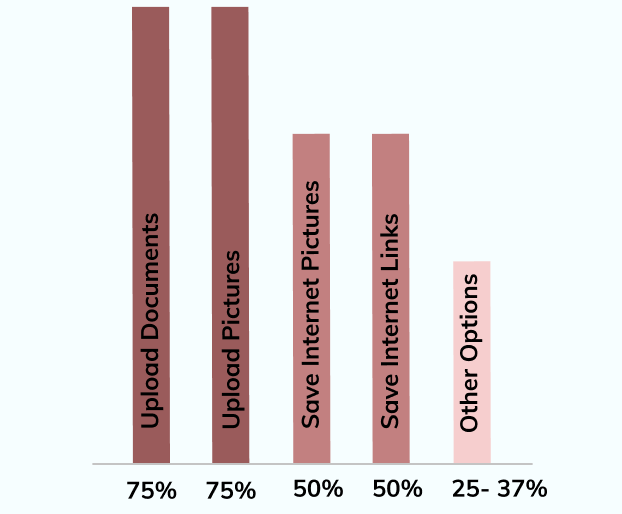 Upload Documents
Upload Pictures
Save Internet Pictures
Save Internet Links
Other Options
75%
75%
50%
50%
25- 37%